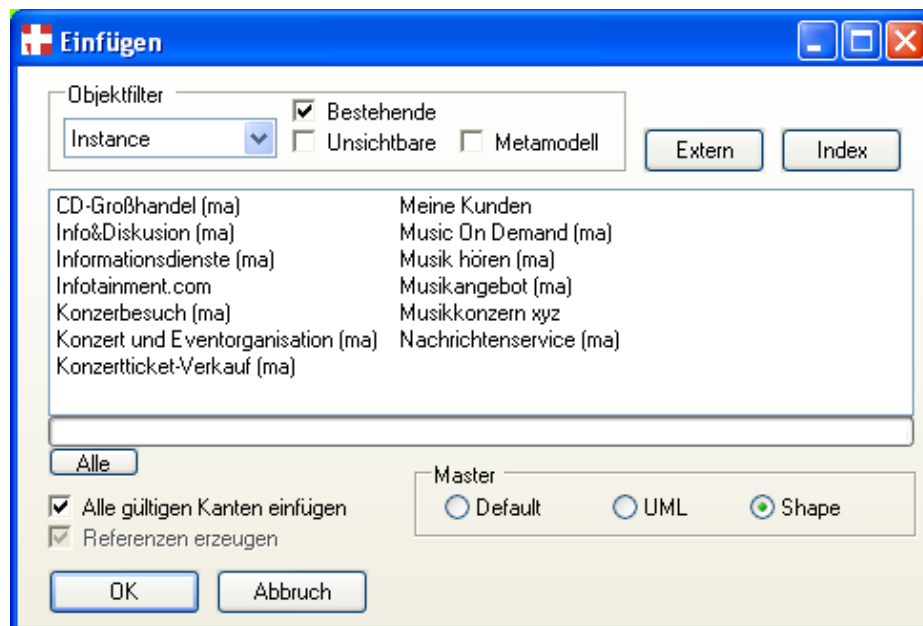 Einfügen
Objektfilter
Instance
Bestehende
Unsichtbare
Metamodell
Extern
Index
CD-Großhandel (ma)
Info&Diskusion (ma)
Informationsdienste (ma)
Infotainment.com
Konzerbesuch (ma)
Konzert und Eventorganisation (ma)
Konzertticket-Verkauf (ma)
Meine Kunden
Music On Demand (ma)
Musik hören (ma)
Musikangebot (ma)
Musikkonzern xyz
Nachrichtenservice (ma)
Alle
Alle gültigen Kanten einfügen
Referenzen erzeugen
Master
Default
UML
Shape
OK
Abbruch